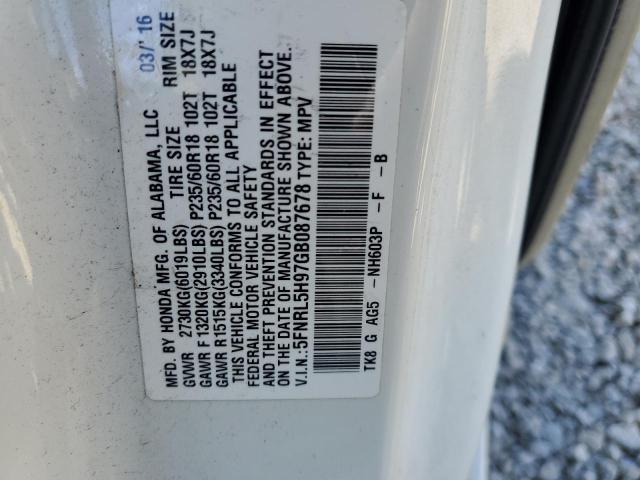 MFD. BY HONDA MFG. OF ALABAMA, LLC 03/ 16
TIRE SIZE RIM SIZE
GVWR 2730KG(6019LBS)
GAWR F 1320KG(2910LBS) P235/60R18 102T 18X7J
GAWR R1515KG(3340LBS) P235/60R18 102T 18X7J
THIS VEHICLE CONFORMS TO ALL APPLICABLE
FEDERAL MOTOR VEHICLE SAFETY
AND THEFT PREVENTION STANDARDS IN EFFECT
ON THE DATE OF MANUFACTURE SHOWN ABOVE.
V.I.N.:5FNRL5H97GB087678 TYPE: MPV
TK8 G AG5 -NH603P -F -B